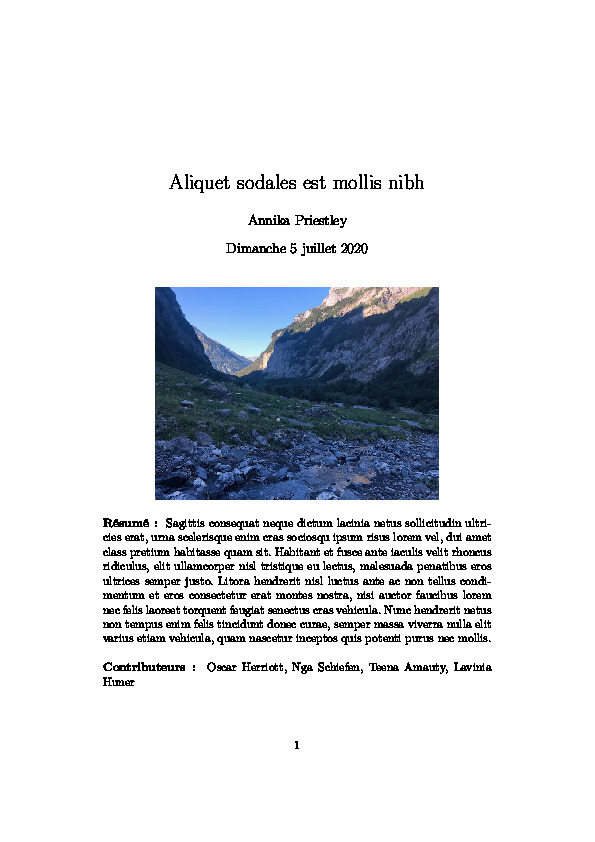 Aliquet sodales est mollis nibh
Annika Priestley
Dimanche 5 juillet 2020
Résumé : Sagittis consequat neque dictum lacinia netus sollicitudin ultri-
cies erat, urna scelerisque enim cras sociosqu ipsum risus lorem vel, dui amet
class pretium habitasse quam sit. Habitant et fusce ante iaculis velit rhoncus
ridiculus, elit ullamcorper nisl tristique eu lectus, malesuada penatibus eros
ultrices semper justo. Litora hendrerit nisl luctus ante ac non tellus condi-
mentum et eros consectetur erat montes nostra, nisi auctor faucibus lorem
nec felis laoreet torquent feugiat senectus cras vehicula. Nunc hendrerit netus
non tempus enim felis tincidunt donec curae, semper massa viverra nulla elit
varius etiam vehicula, quam nascetur inceptos quis potenti purus nec mollis.
Contributeurs : Oscar Herriott, Nga Schiefen, Teena Amauty, Lavinia
Huner
1